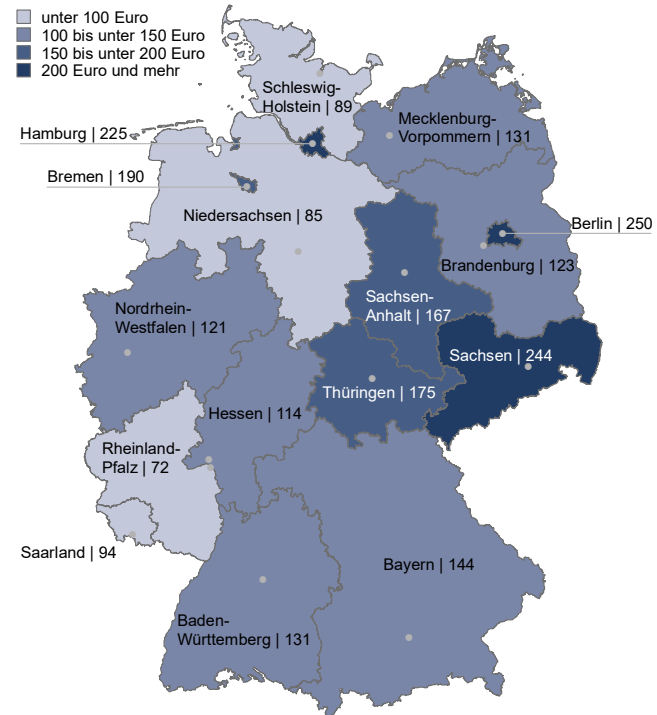 unter 100 Euro
100 bis unter 150 Euro
150 bis unter 200 Euro
200 Euro und mehr
Schleswig-
Holstein | 89
Mecklenburg-
Vorpommern | 131
Hamburg | 225
Bremen | 190
Niedersachsen | 85
Berlin | 250
Brandenburg | 123
Sachsen-
Anhalt | 167
Nordrhein-
Westfalen | 121
Sachsen | 244
Thüringen | 175
Hessen | 114
Rheinland-
Pfalz | 72
Saarland | 94
Bayern | 144
Baden-
Württemberg | 131